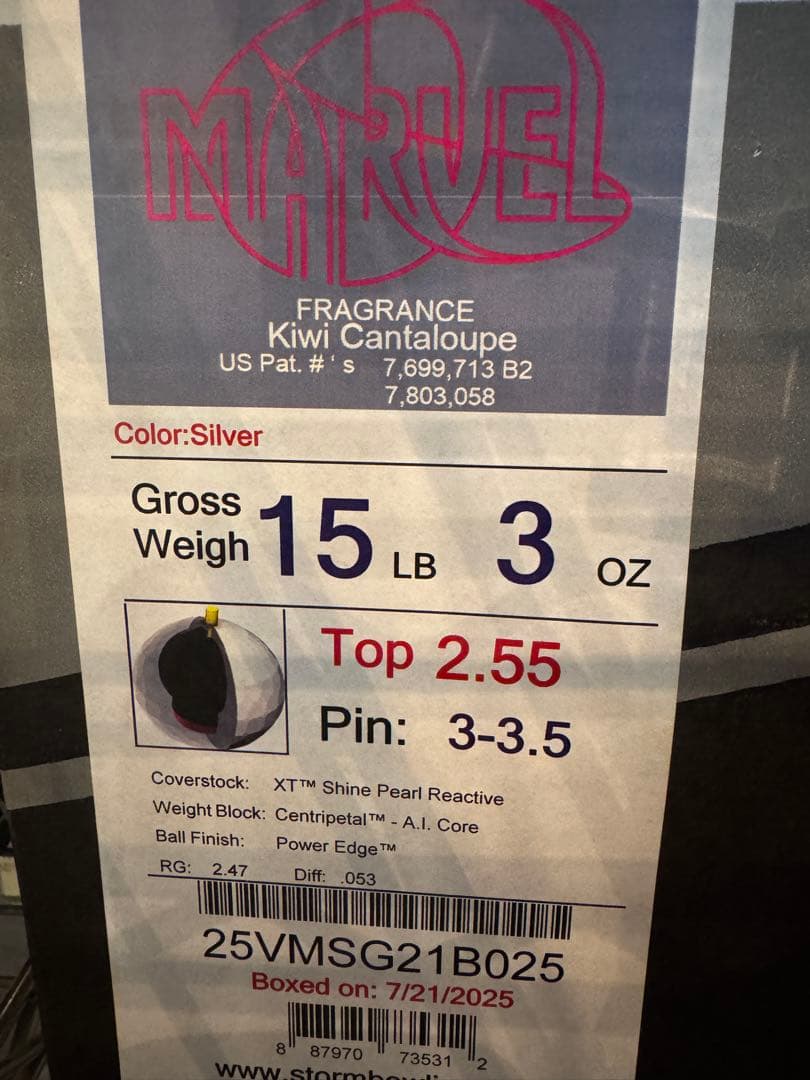 MARVEL
FRAGRANCE
Kiwi Cantaloupe
US Pat. #'s 7,699,713 B2
7,803,058
Color:Silver
Gross
Weigh 15 LB 3 OZ
Top 2.55
Pin: 3-3.5
Coverstock: XT™ Shine Pearl Reactive
Weight Block: Centripetal™ - A.I. Core
Ball Finish: Power Edge™
RG: 2.47 Diff: .053
25VMSG21B025
Boxed on: 7/21/2025
8 87970 73531 2